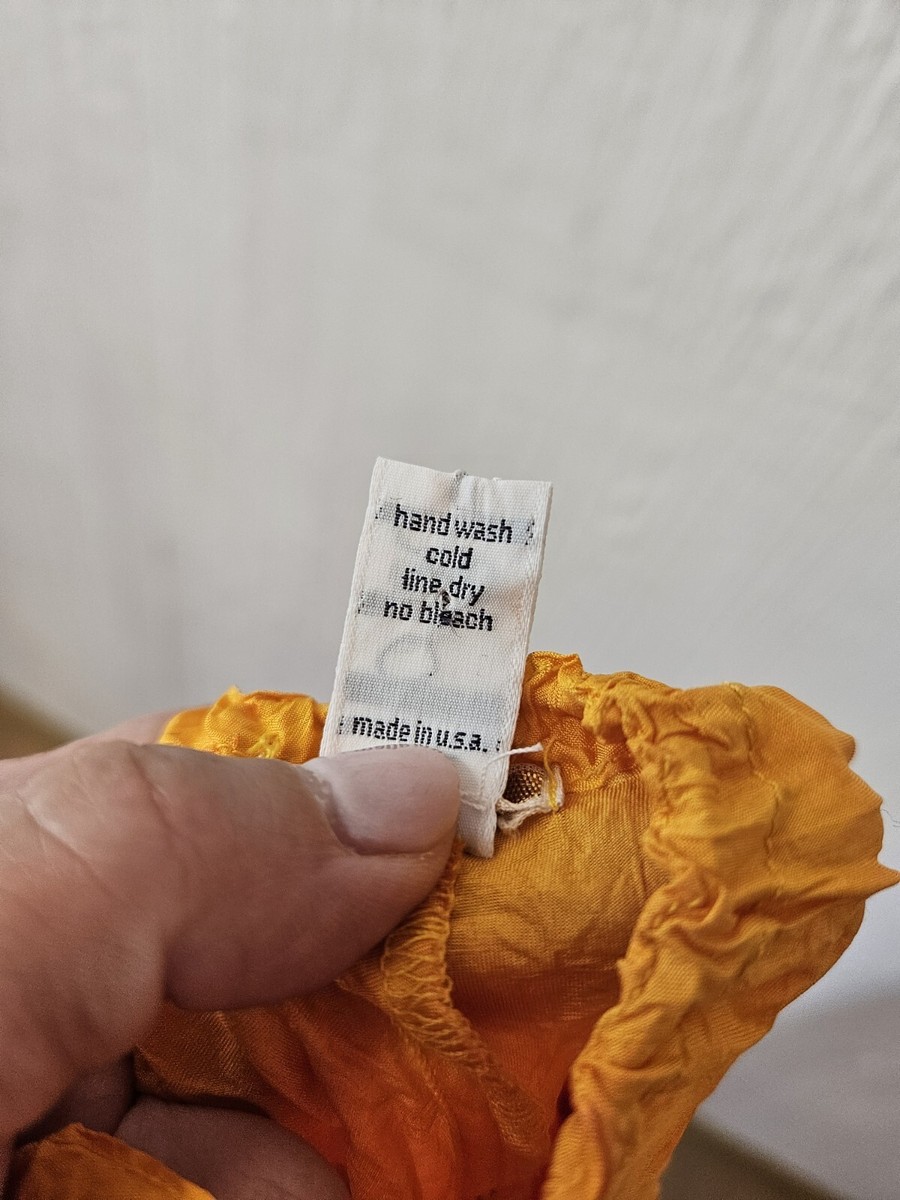 hand wash
cold
line dry
no bleach
made in u.s.a.